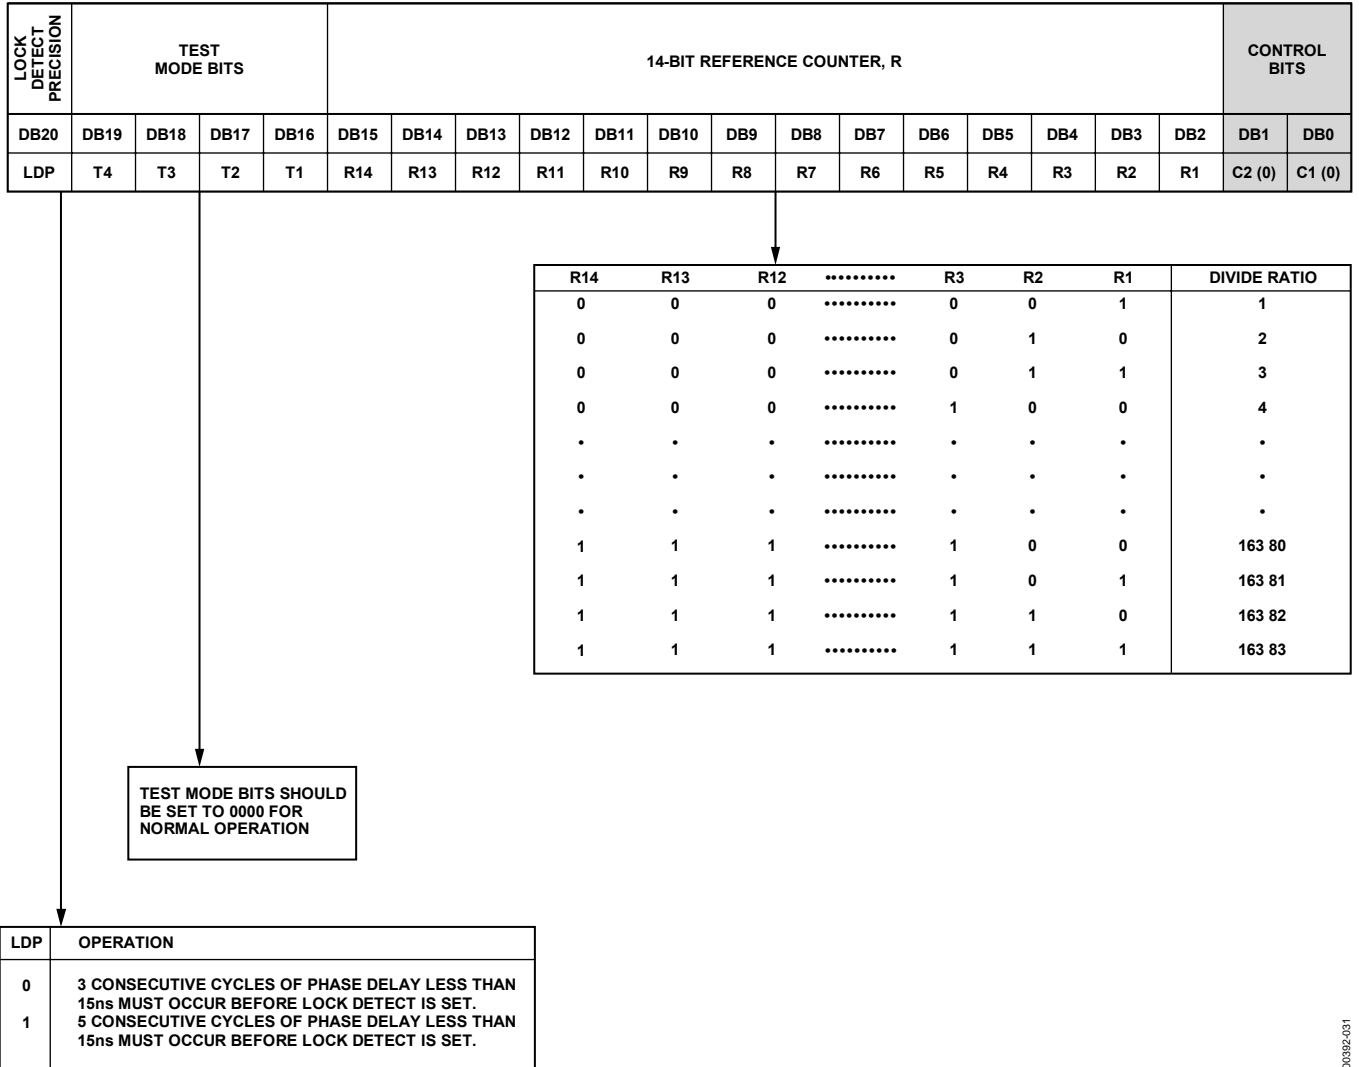 LOCK
DETECT
PRECISION
TEST
MODE BITS
14-BIT REFERENCE COUNTER, R
CONTROL
BITS
DB20 DB19 DB18 DB17 DB16 DB15 DB14 DB13 DB12 DB11 DB10 DB9 DB8 DB7 DB6 DB5 DB4 DB3 DB2 DB1 DB0
LDP T4 T3 T2 T1 R14 R13 R12 R11 R10 R9 R8 R7 R6 R5 R4 R3 R2 R1 C2 (0) C1 (0)
R14 R13 R12 •••••••••• R3 R2 R1 DIVIDE RATIO
0 0 0 •••••••••• 0 0 1 1
0 0 0 •••••••••• 0 1 0 2
0 0 0 •••••••••• 0 1 1 3
0 0 0 •••••••••• 1 0 0 4
• • • •••••••••• • • • •
• • • •••••••••• • • • •
• • • •••••••••• • • • •
1 1 1 •••••••••• 1 0 0 163 80
1 1 1 •••••••••• 1 0 1 163 81
1 1 1 •••••••••• 1 1 0 163 82
1 1 1 •••••••••• 1 1 1 163 83
TEST MODE BITS SHOULD
BE SET TO 0000 FOR
NORMAL OPERATION
LDP OPERATION
0 3 CONSECUTIVE CYCLES OF PHASE DELAY LESS THAN
15ns MUST OCCUR BEFORE LOCK DETECT IS SET.
1 5 CONSECUTIVE CYCLES OF PHASE DELAY LESS THAN
15ns MUST OCCUR BEFORE LOCK DETECT IS SET.
00392-031